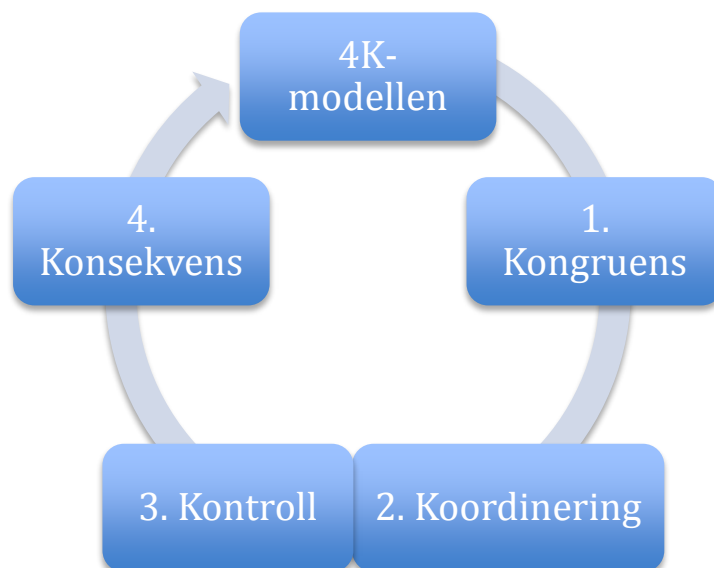 4K-
modellen
1.
Kongruens
2. Koordinering
3. Kontroll
4.
Konsekvens